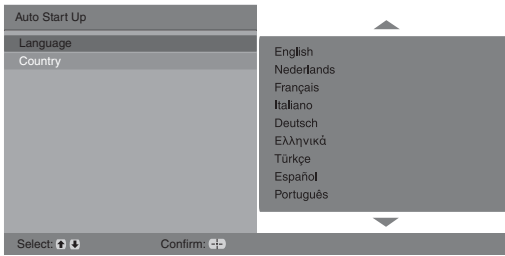 Auto Start Up
Language
Country
English
Nederlands
Français
Italiano
Deutsch
Ελληνικά
Türkçe
Español
Português
Select: Confirm: